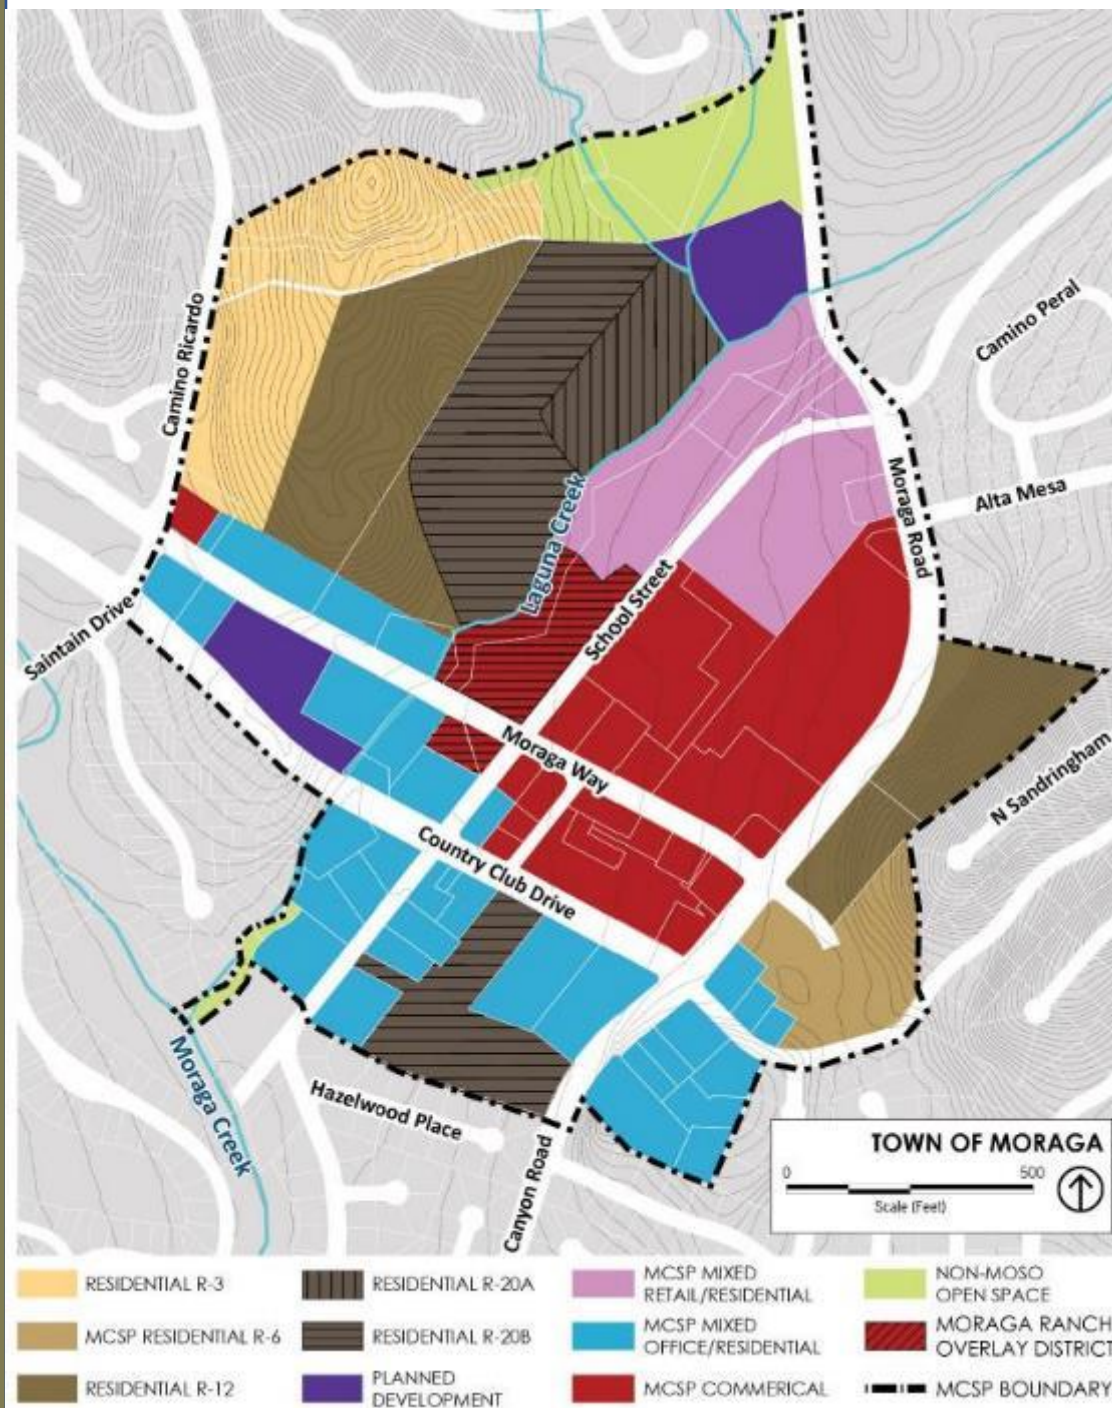 Camino Ricardo
Camino Peral
Alta Mesa
Moraga Road
Laguna Creek
School Street
Saintain Drive
Moraga Way
N Sandringham
Country Club Drive
Moraga Creek
Hazelwood Place
Canyon Road
TOWN OF MORAGA
0 500
Scale (Feet)
RESIDENTIAL R-3
MCSP RESIDENTIAL R-6
RESIDENTIAL R-12
RESIDENTIAL R-20A
RESIDENTIAL R-20B
PLANNED
DEVELOPMENT
MCSP MIXED
RETAIL/RESIDENTIAL
MCSP MIXED
OFFICE/RESIDENTIAL
MCSP COMMERICAL
NON-MOSO
OPEN SPACE
MORAGA RANCH
OVERLAY DISTRICT
MCSP BOUNDARY